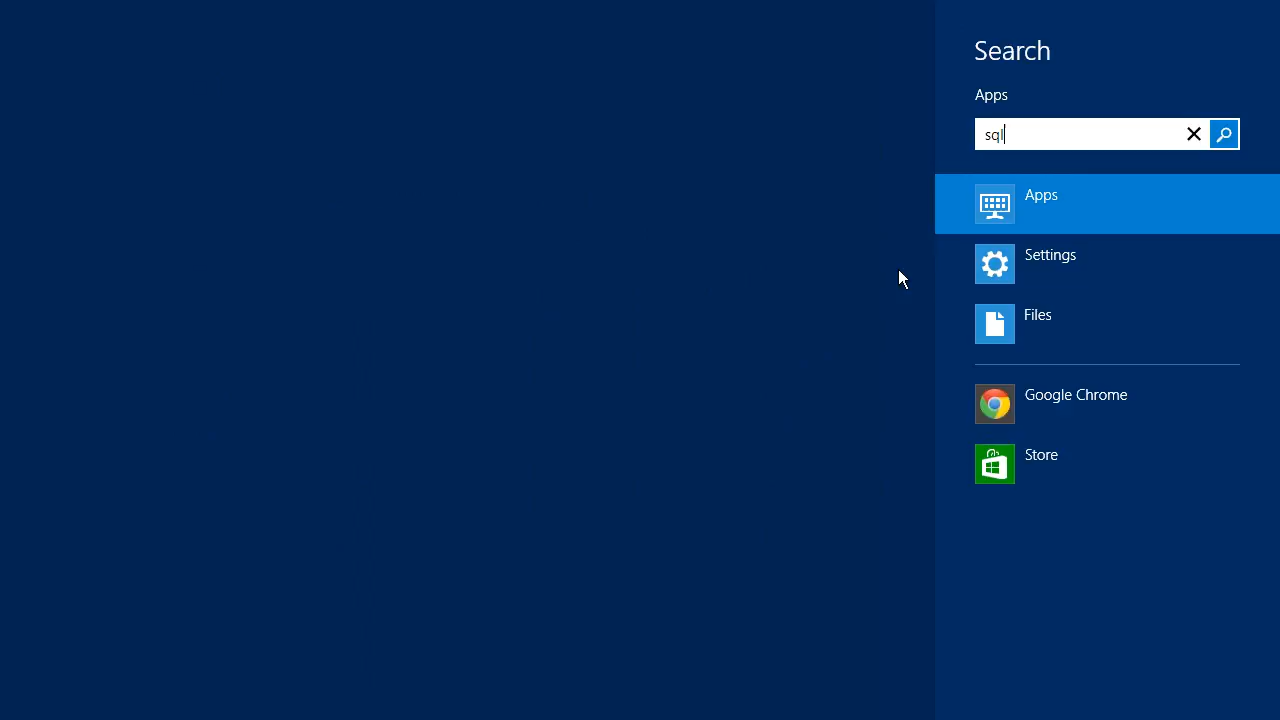 Search
Apps
sql
Apps
Settings
Files
Google Chrome
Store